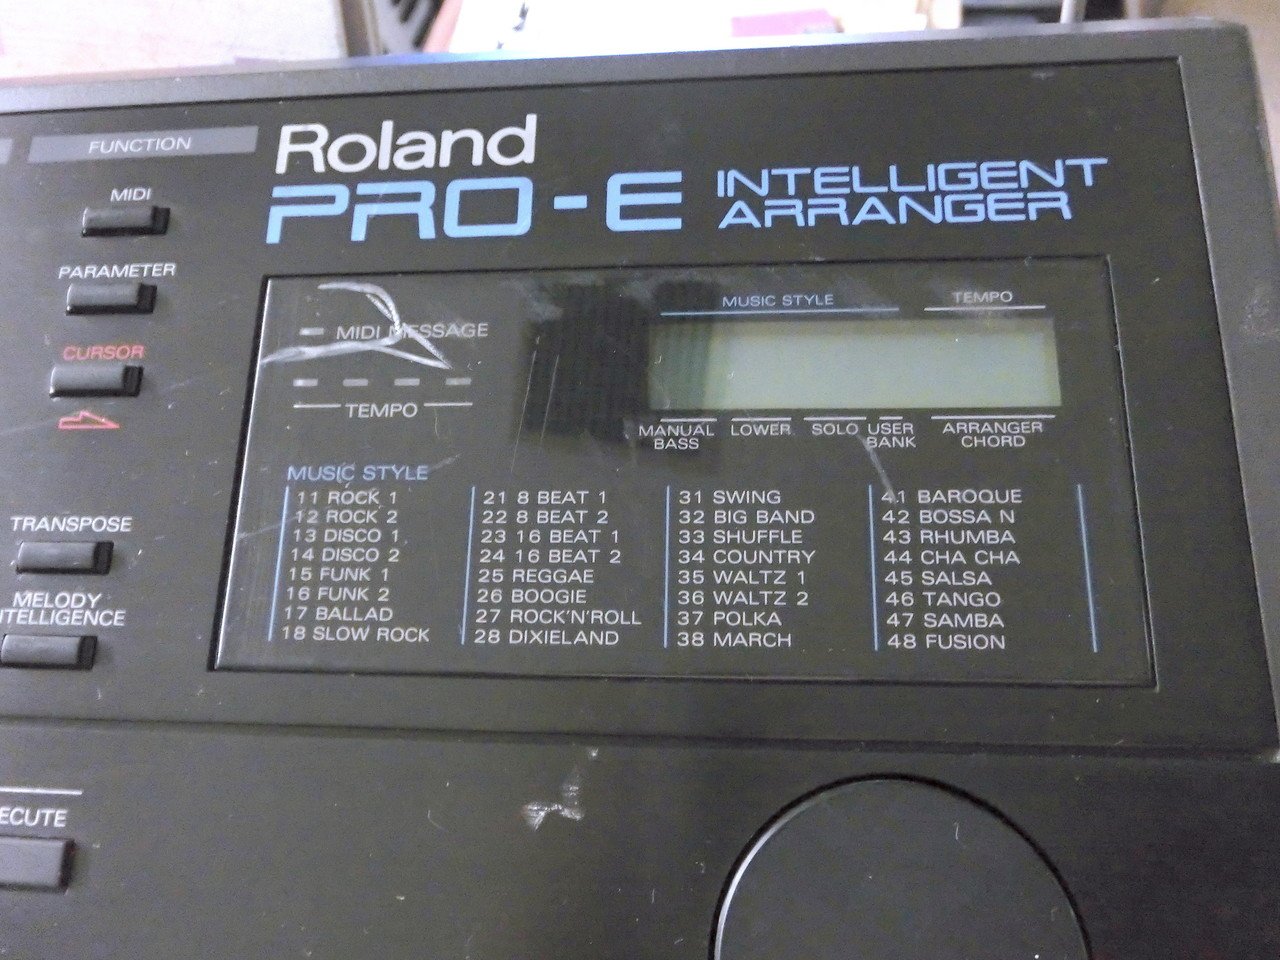 FUNCTION
MIDI
PARAMETER
CURSOR
TRANSPOSE
MELODY
NTELLIGENCE
ECUTE
Roland
PRO-E INTELLIGENT
ARRANGER
MIDI MESSAGE
TEMPO
MUSIC STYLE TEMPO
MANUAL
BASS
LOWER
SOLO
USER
BANK
ARRANGER
CHORD
MUSIC STYLE
11 ROCK 1
12 ROCK 2
13 DISCO 1
14 DISCO 2
15 FUNK 1
16 FUNK 2
17 BALLAD
18 SLOW ROCK
21 8 BEAT 1
22 8 BEAT 2
23 16 BEAT 1
24 16 BEAT 2
25 REGGAE
26 BOOGIE
27 ROCK'N'ROLL
28 DIXIELAND
31 SWING
32 BIG BAND
33 SHUFFLE
34 COUNTRY
35 WALTZ 1
36 WALTZ 2
37 POLKA
38 MARCH
41 BAROQUE
42 BOSSA N
43 RHUMBA
44 CHA CHA
45 SALSA
46 TANGO
47 SAMBA
48 FUSION